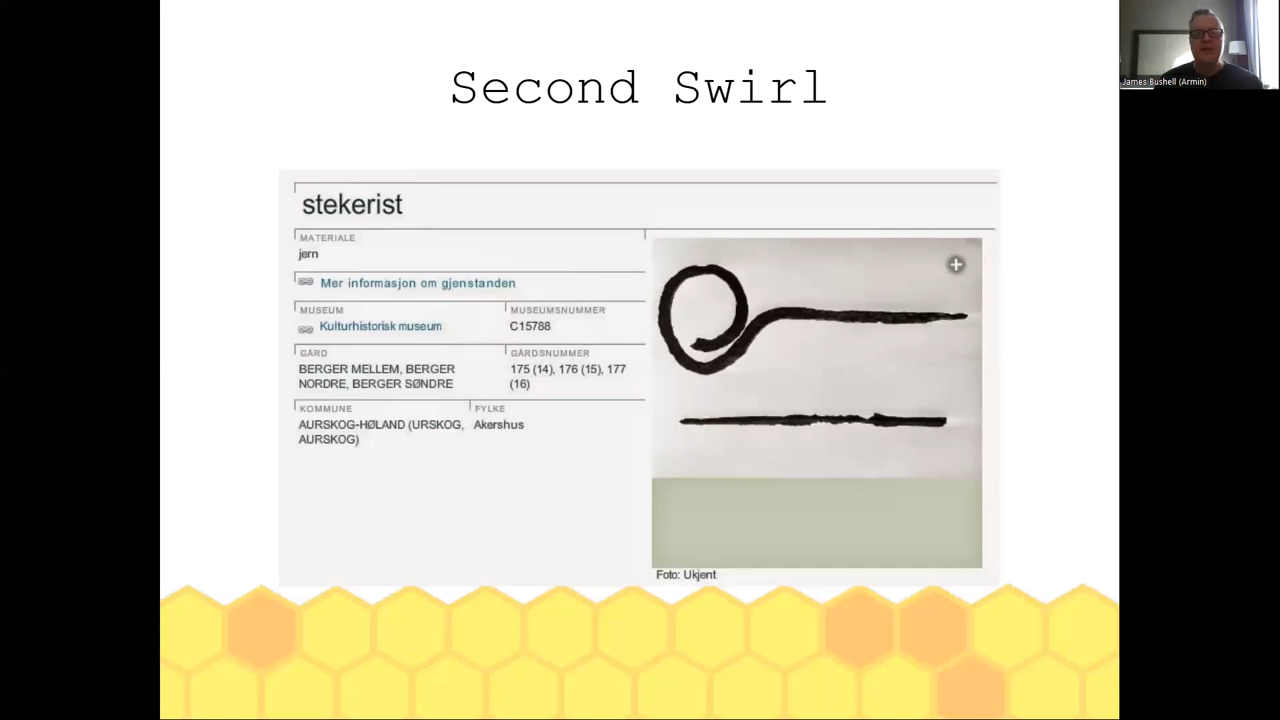 Second Swirl
James Bushell (Armin)
stekerist
MATERIALE
jern
Mer informasjon om gjenstanden
MUSEUM
Kulturhistorisk museum
MUSEUMSNUMMER
C15788
GÅRD
BERGER MELLEM, BERGER
NORDRE, BERGER SØNDRE
GÅRDSNUMMER
175 (14), 176 (15), 177
(16)
KOMMUNE
AURSKOG-HØLAND (URSKOG,
AURSKOG)
FYLKE
Akershus
Foto: Ukjent